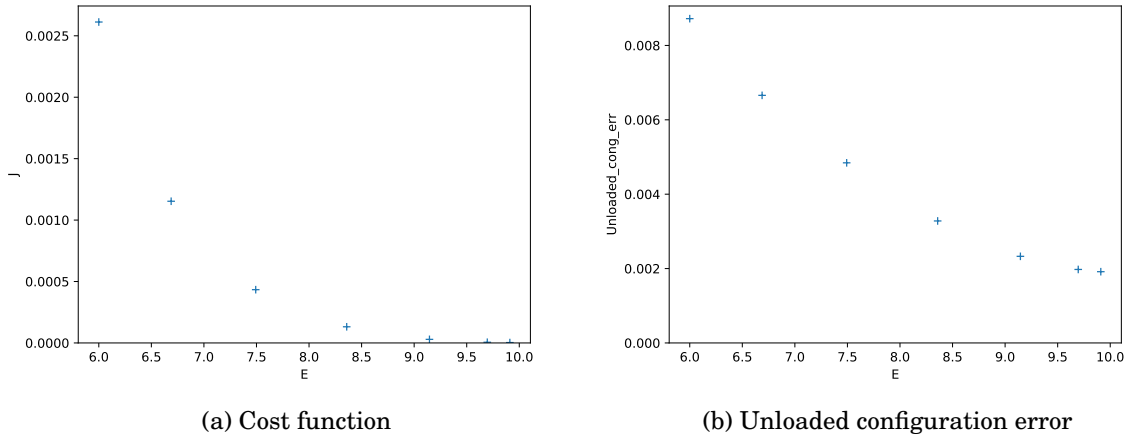 0.0025
0.0020
0.0015
0.0010
0.0005
0.0000
J
6.0 6.5 7.0 7.5 8.0 8.5 9.0 9.5 10.0
E
(a) Cost function
0.008
0.006
0.004
0.002
0.000
Unloaded_cong_err
6.0 6.5 7.0 7.5 8.0 8.5 9.0 9.5 10.0
E
(b) Unloaded configuration error